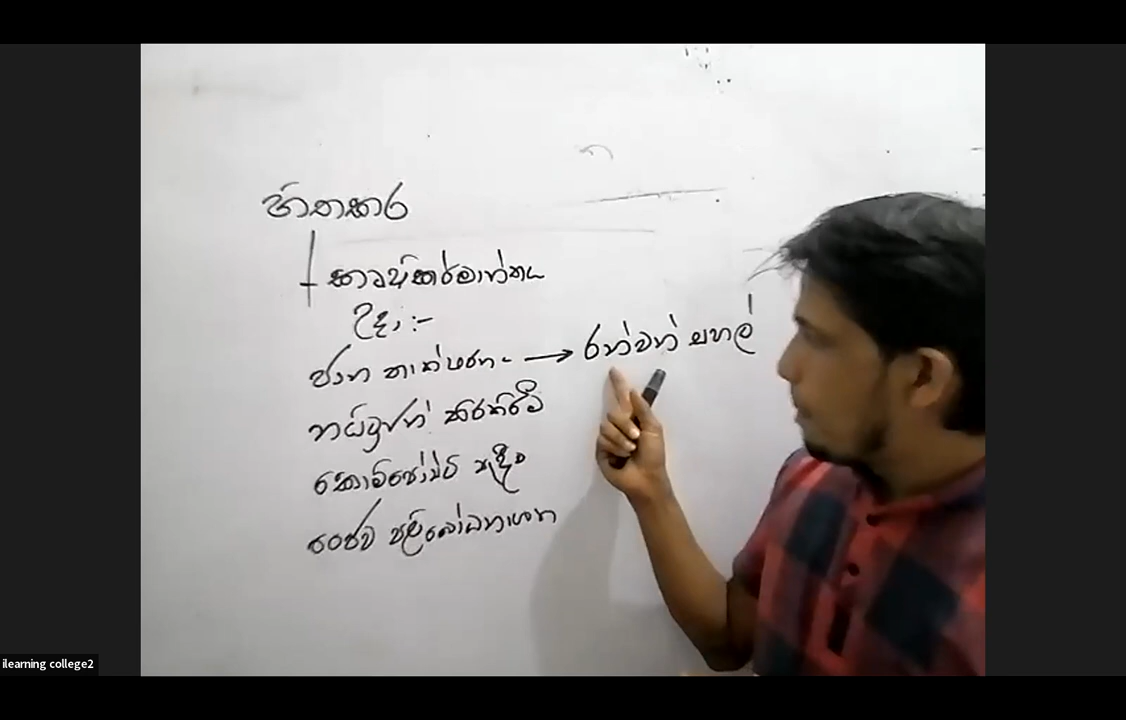 හිතකර
කෘෂිකර්මාන්තය
උදා :-
ජාන තාක්ෂණය → රන්වන් සහල්
නයිට්‍රජන් තිරකිරීම
කොම්පෝස්ට් සෑදීම
ජෛව පළිබෝධනාශක
ilearning college2